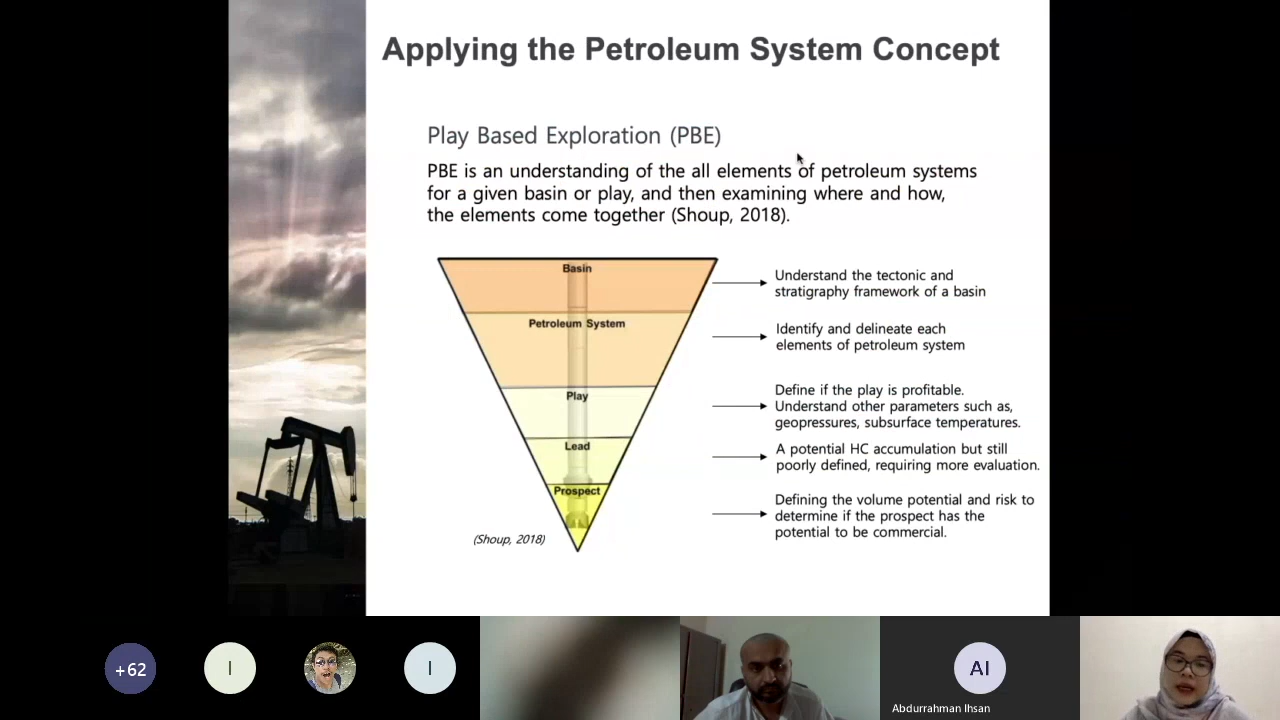 Applying the Petroleum System Concept
Play Based Exploration (PBE)
PBE is an understanding of the all elements of petroleum systems
for a given basin or play, and then examining where and how,
the elements come together (Shoup, 2018).
Basin
Understand the tectonic and
stratigraphy framework of a basin
Petroleum System
Identify and delineate each
elements of petroleum system
Play
Define if the play is profitable.
Understand other parameters such as,
geopressures, subsurface temperatures.
Lead
A potential HC accumulation but still
poorly defined, requiring more evaluation.
Prospect
Defining the volume potential and risk to
determine if the prospect has the
potential to be commercial.
(Shoup, 2018)
+62
I
I
AI
Abdurrahman Ihsan